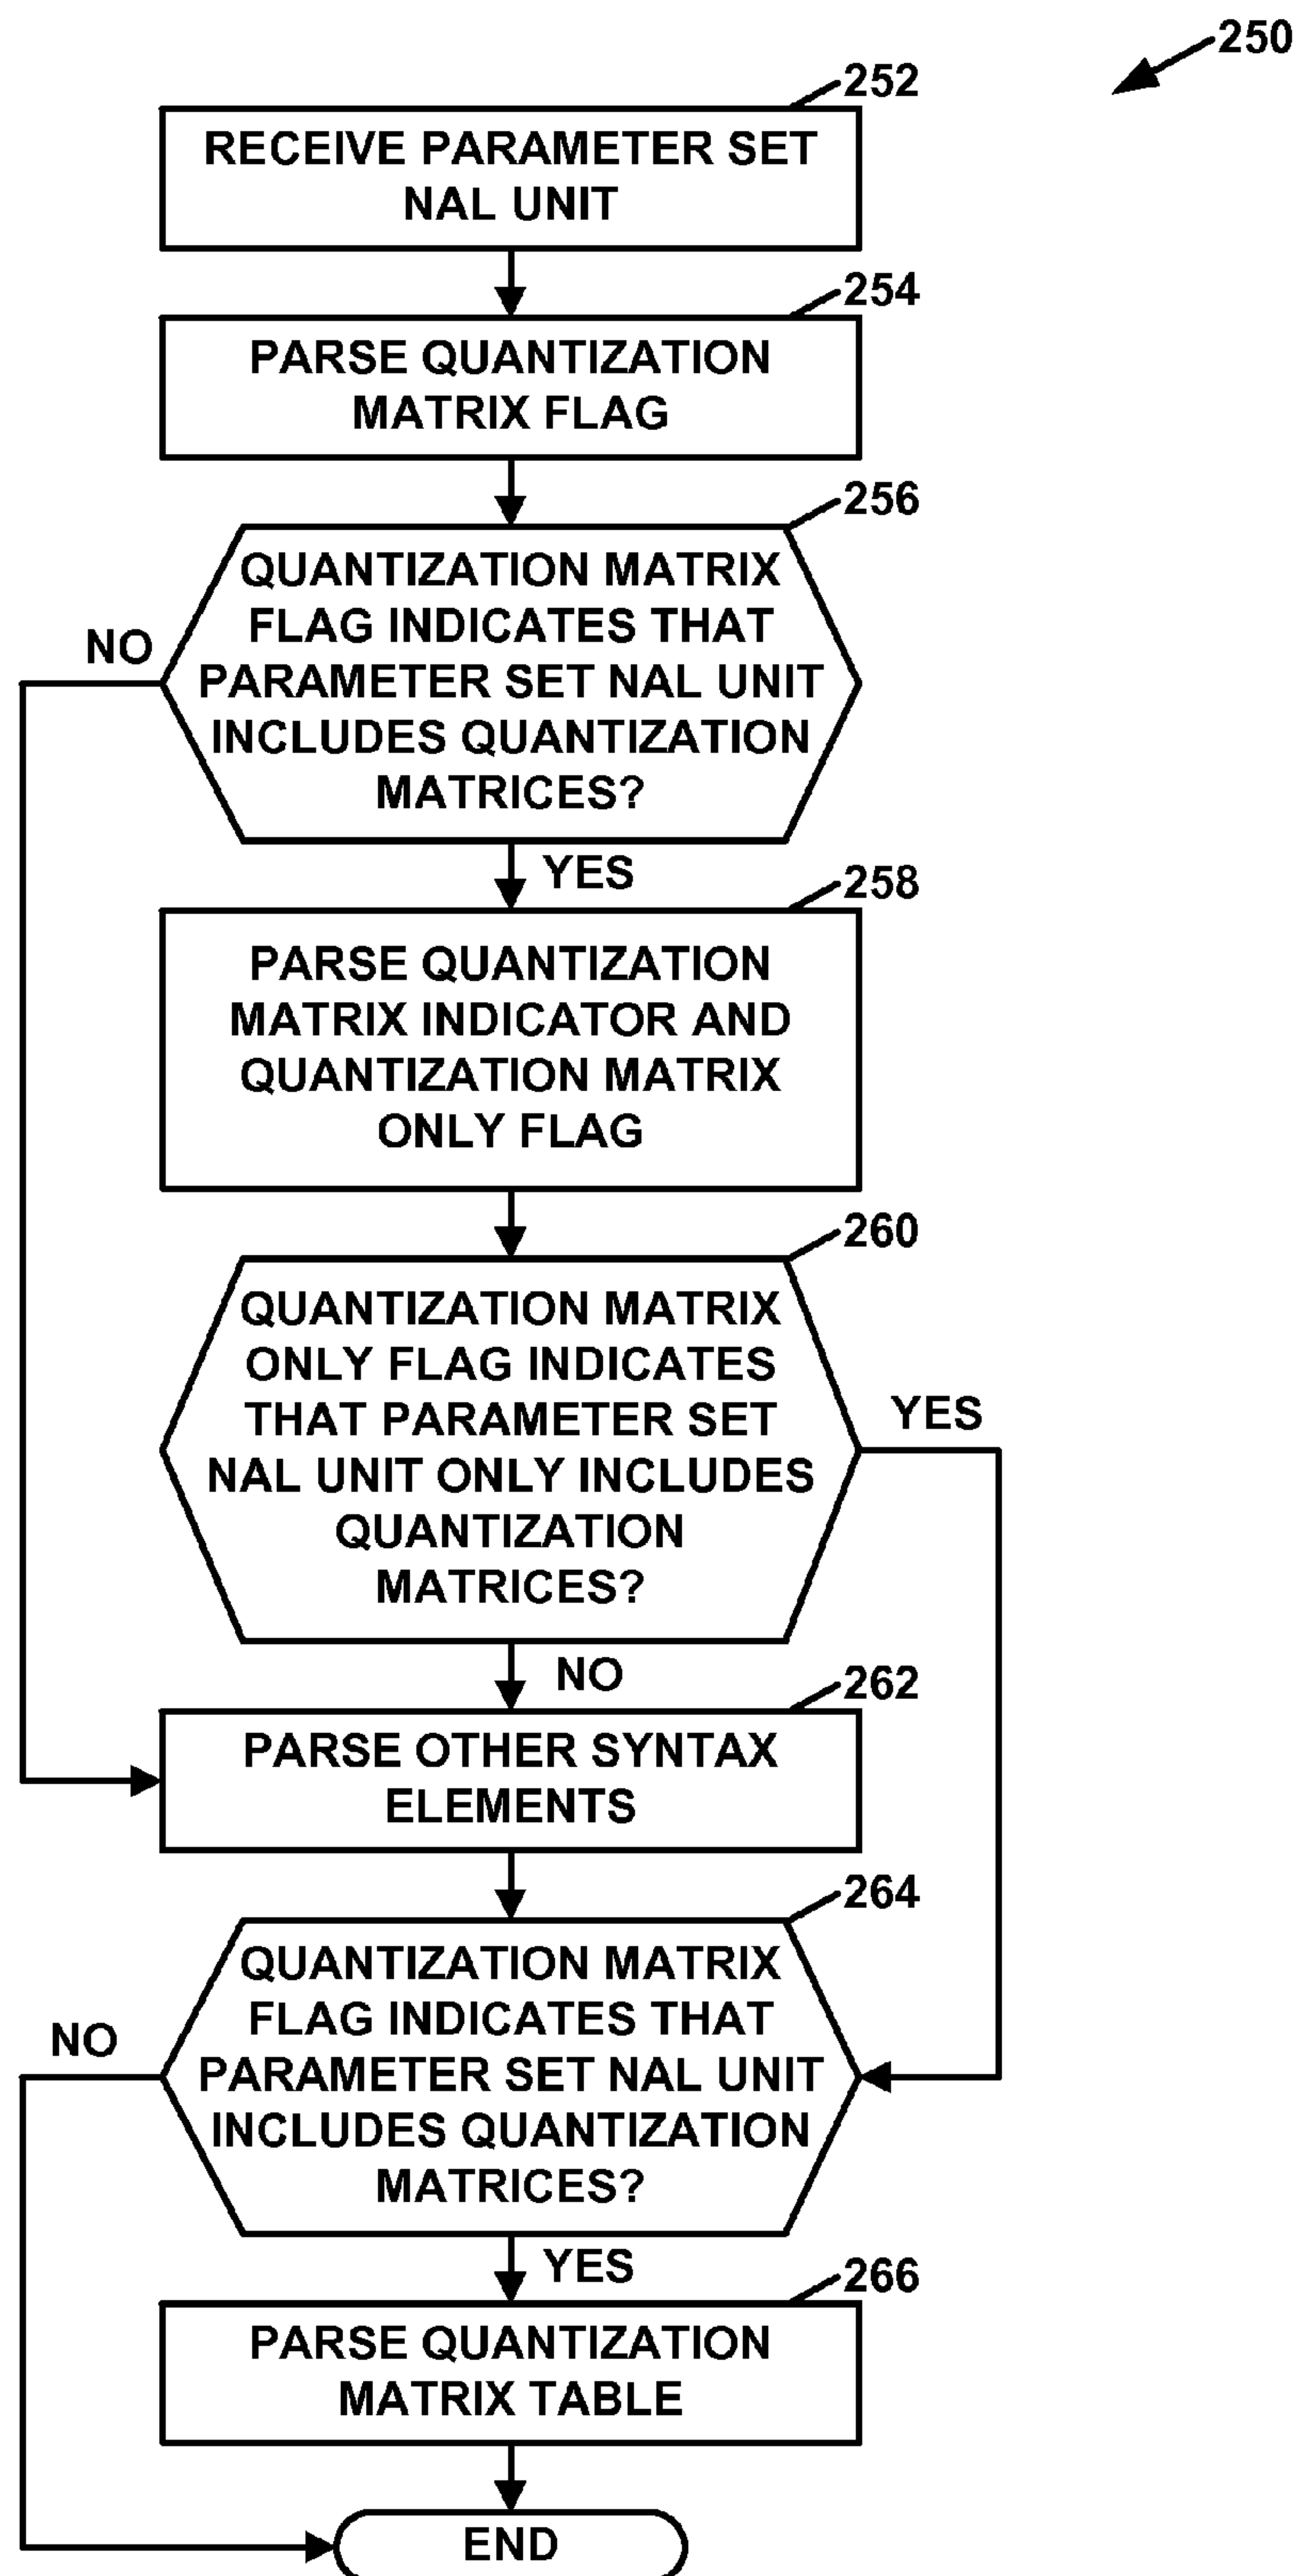 250
252
RECEIVE PARAMETER SET
NAL UNIT
254
PARSE QUANTIZATION
MATRIX FLAG
256
QUANTIZATION MATRIX
FLAG INDICATES THAT
PARAMETER SET NAL UNIT
INCLUDES QUANTIZATION
MATRICES?
NO
YES
258
PARSE QUANTIZATION
MATRIX INDICATOR AND
QUANTIZATION MATRIX
ONLY FLAG
260
QUANTIZATION MATRIX
ONLY FLAG INDICATES
THAT PARAMETER SET
NAL UNIT ONLY INCLUDES
QUANTIZATION
MATRICES?
YES
NO
262
PARSE OTHER SYNTAX
ELEMENTS
264
QUANTIZATION MATRIX
FLAG INDICATES THAT
PARAMETER SET NAL UNIT
INCLUDES QUANTIZATION
MATRICES?
NO
YES
266
PARSE QUANTIZATION
MATRIX TABLE
END